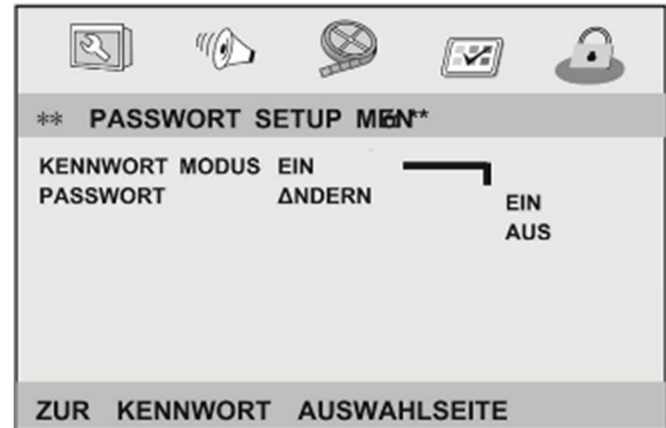 ** PASSWORT SETUP MEN**
KENNWORT MODUS EIN
PASSWORT ΔNDERN
EIN
AUS
ZUR KENNWORT AUSWAHLSEITE